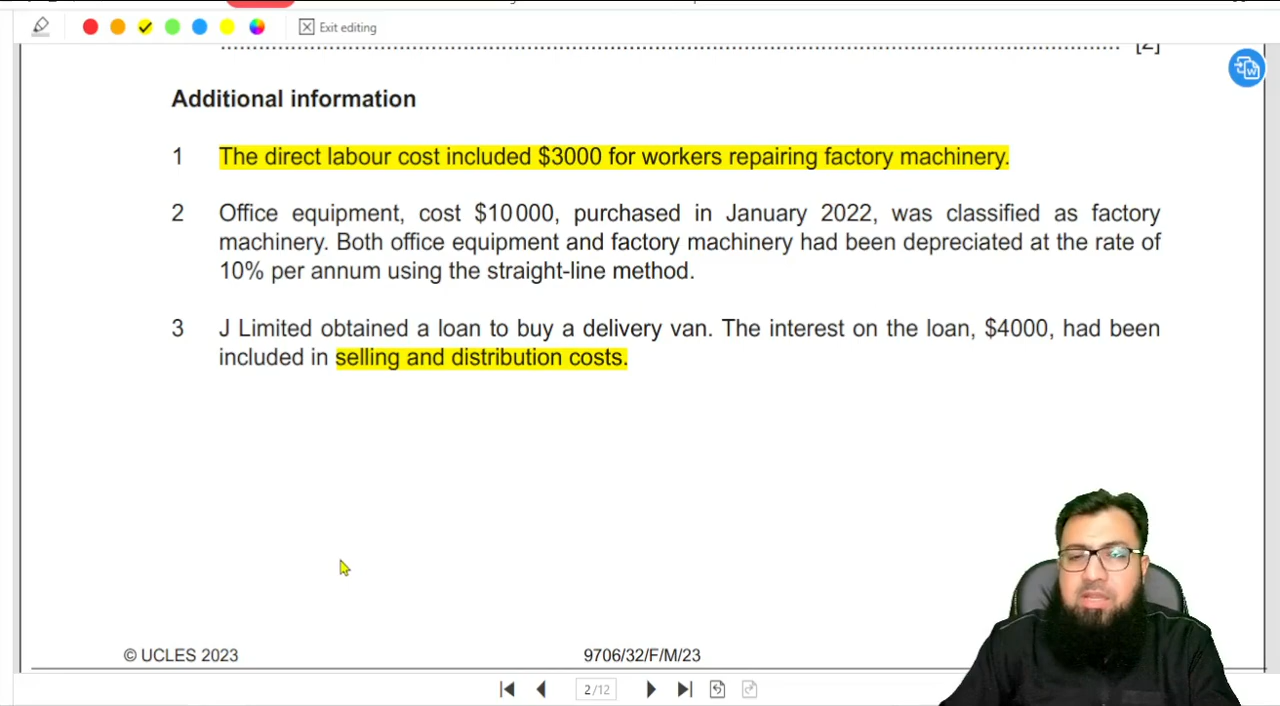 Exit editing
[2]
Additional information
1 The direct labour cost included $3000 for workers repairing factory machinery.
2 Office equipment, cost $10000, purchased in January 2022, was classified as factory
machinery. Both office equipment and factory machinery had been depreciated at the rate of
10% per annum using the straight-line method.
3 J Limited obtained a loan to buy a delivery van. The interest on the loan, $4000, had been
included in selling and distribution costs.
© UCLES 2023 9706/32/F/M/23
2/12